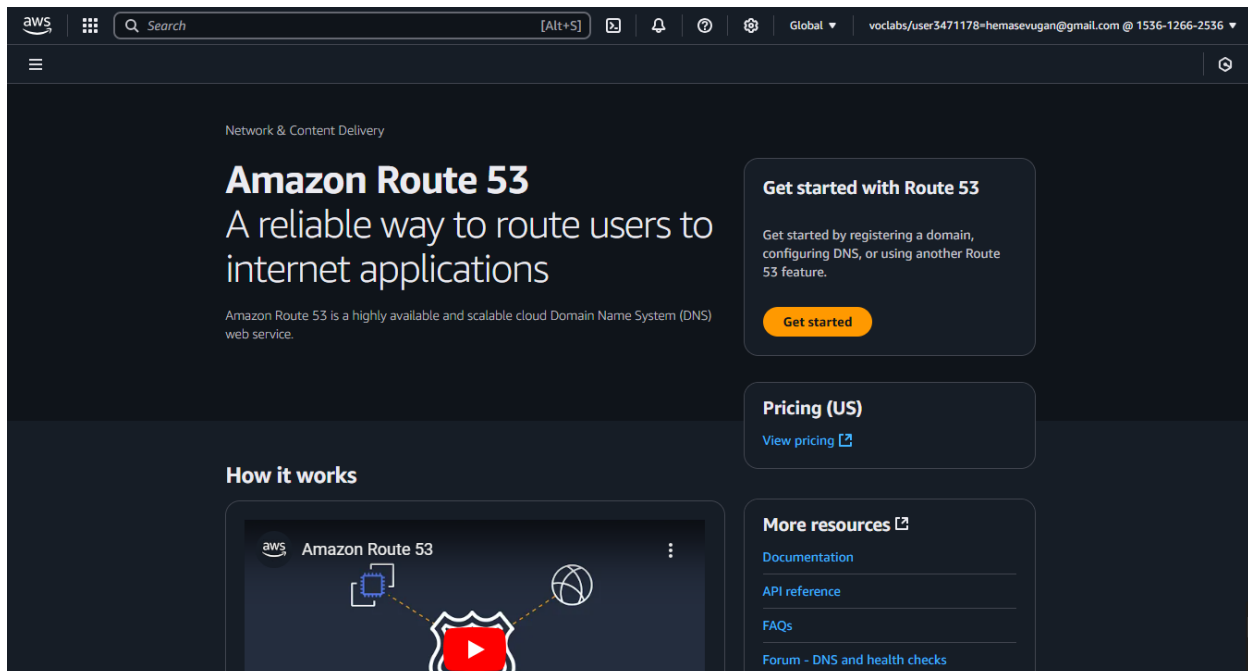 aws
Search [Alt+S]
Global
voclabs/user3471178=hemasevugan@gmail.com @ 1536-1266-2536
Network & Content Delivery
Amazon Route 53
A reliable way to route users to
internet applications
Amazon Route 53 is a highly available and scalable cloud Domain Name System (DNS)
web service.
Get started with Route 53
Get started by registering a domain,
configuring DNS, or using another Route
53 feature.
Get started
Pricing (US)
View pricing
How it works
aws Amazon Route 53
More resources
Documentation
API reference
FAQs
Forum - DNS and health checks